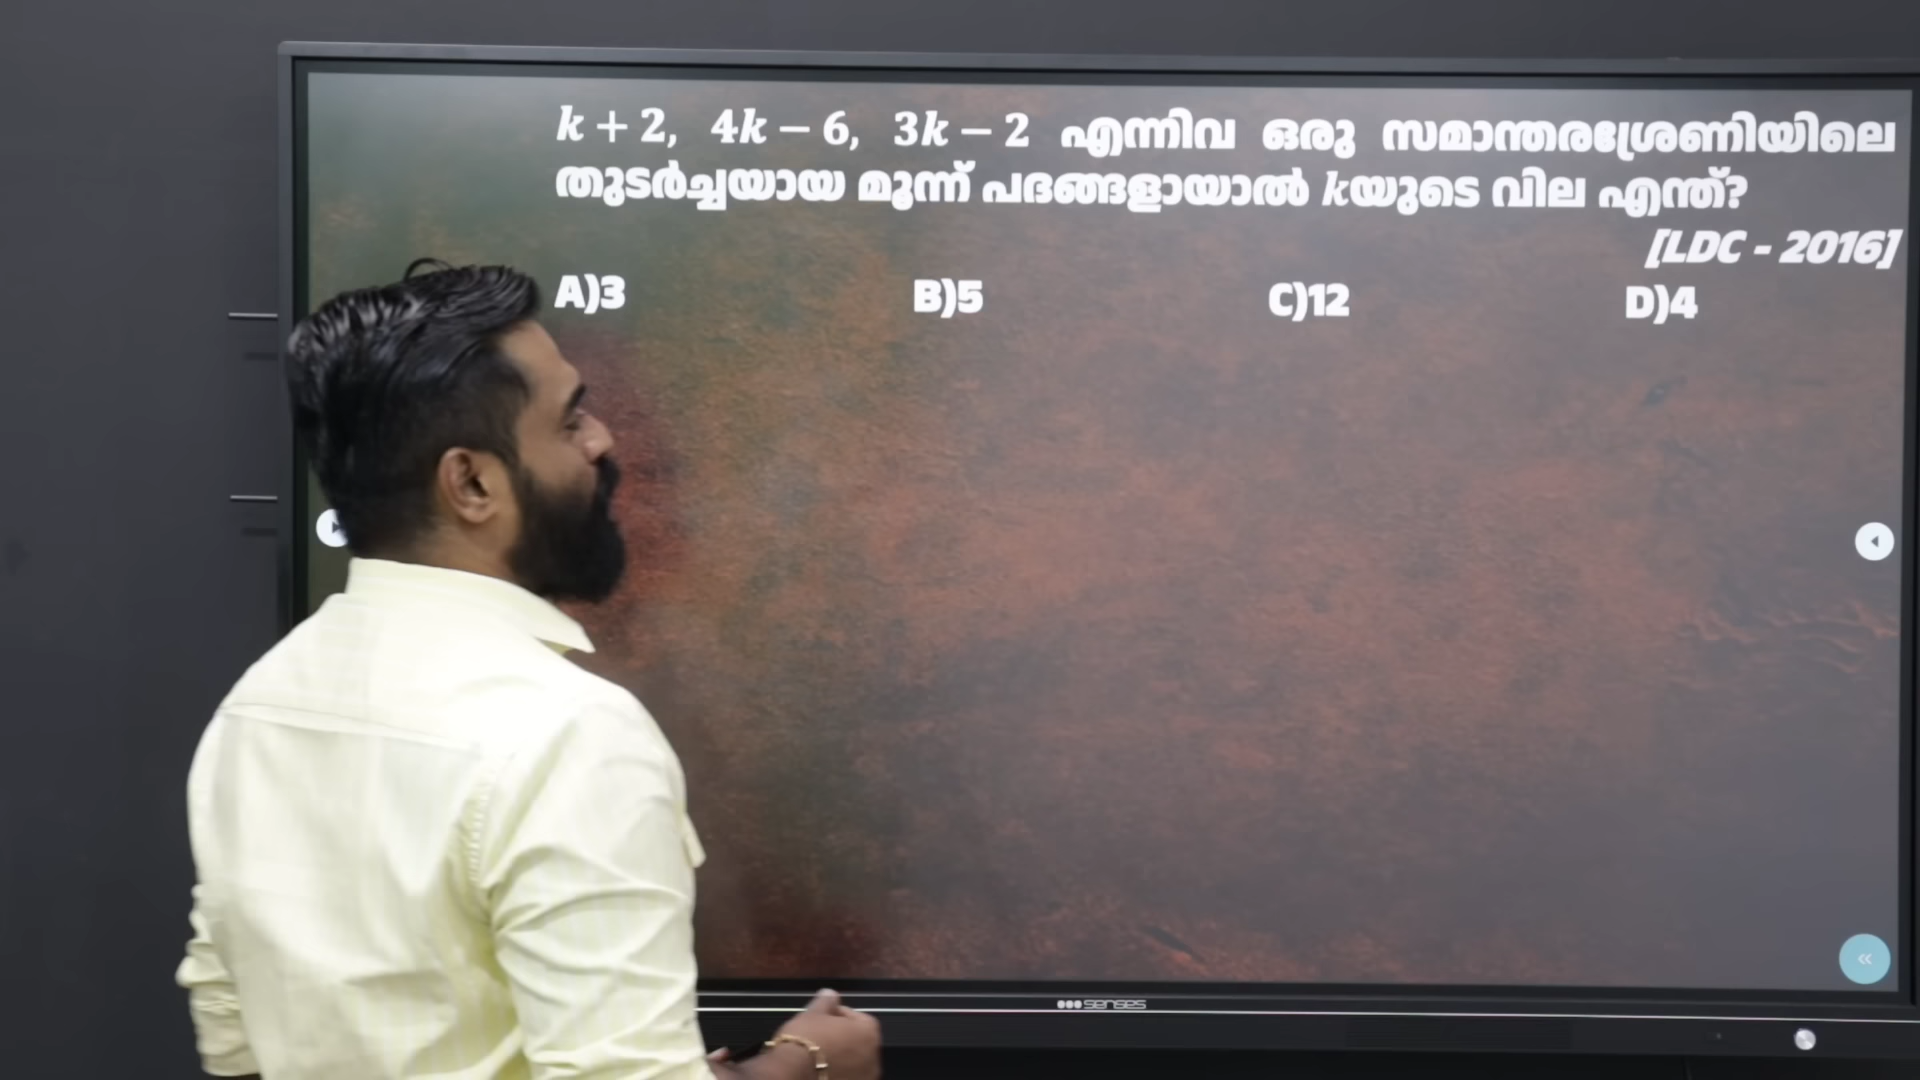 k + 2, 4k − 6, 3k − 2 എന്നിവ ഒരു സമാന്തരശ്രേണിയിലെ
തുടർച്ചയായ മൂന്ന് പദങ്ങളായാൽ kയുടെ വില എന്ത്?
[LDC - 2016]
A)3 B)5 C)12 D)4
senses